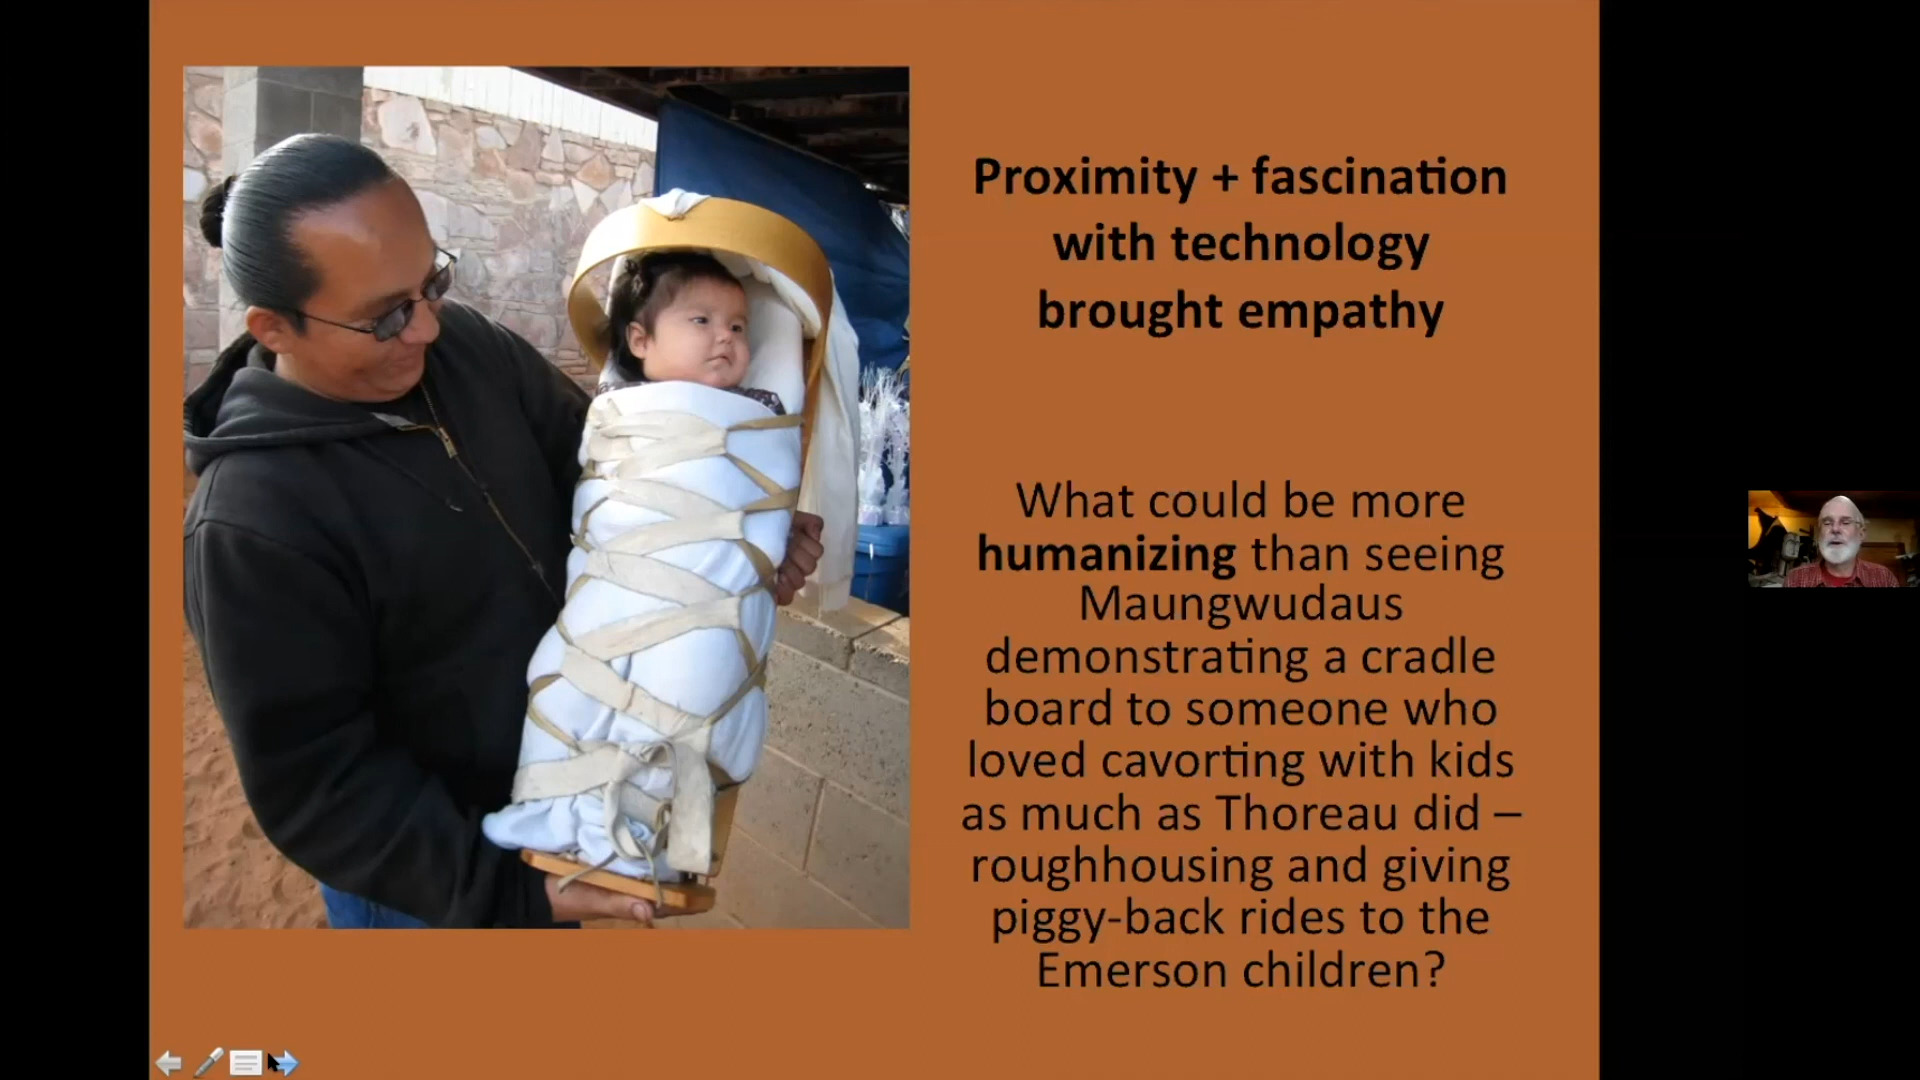 Proximity + fascination
with technology
brought empathy
What could be more
humanizing than seeing
Maungwudaus
demonstrating a cradle
board to someone who
loved cavorting with kids
as much as Thoreau did –
roughhousing and giving
piggy-back rides to the
Emerson children?